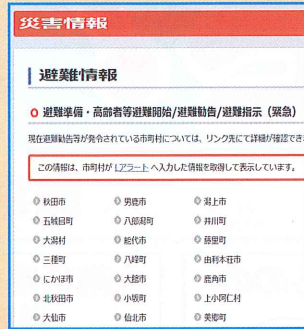 災害情報
避難情報
避難準備・高齢者等避難開始/避難勧告/避難指示（緊急）
現在避難勧告等が発令されている市町村については、リンク先にて詳細が確認でき
この情報は、市町村が Lアラート へ入力した情報を取得して表示しています。
秋田市 男鹿市 潟上市
五城目町 八郎潟町 井川町
大潟村 能代市 藤里町
三種町 八峰町 由利本荘市
にかほ市 大館市 鹿角市
北秋田市 小坂町 上小阿仁村
大仙市 仙北市 美郷町